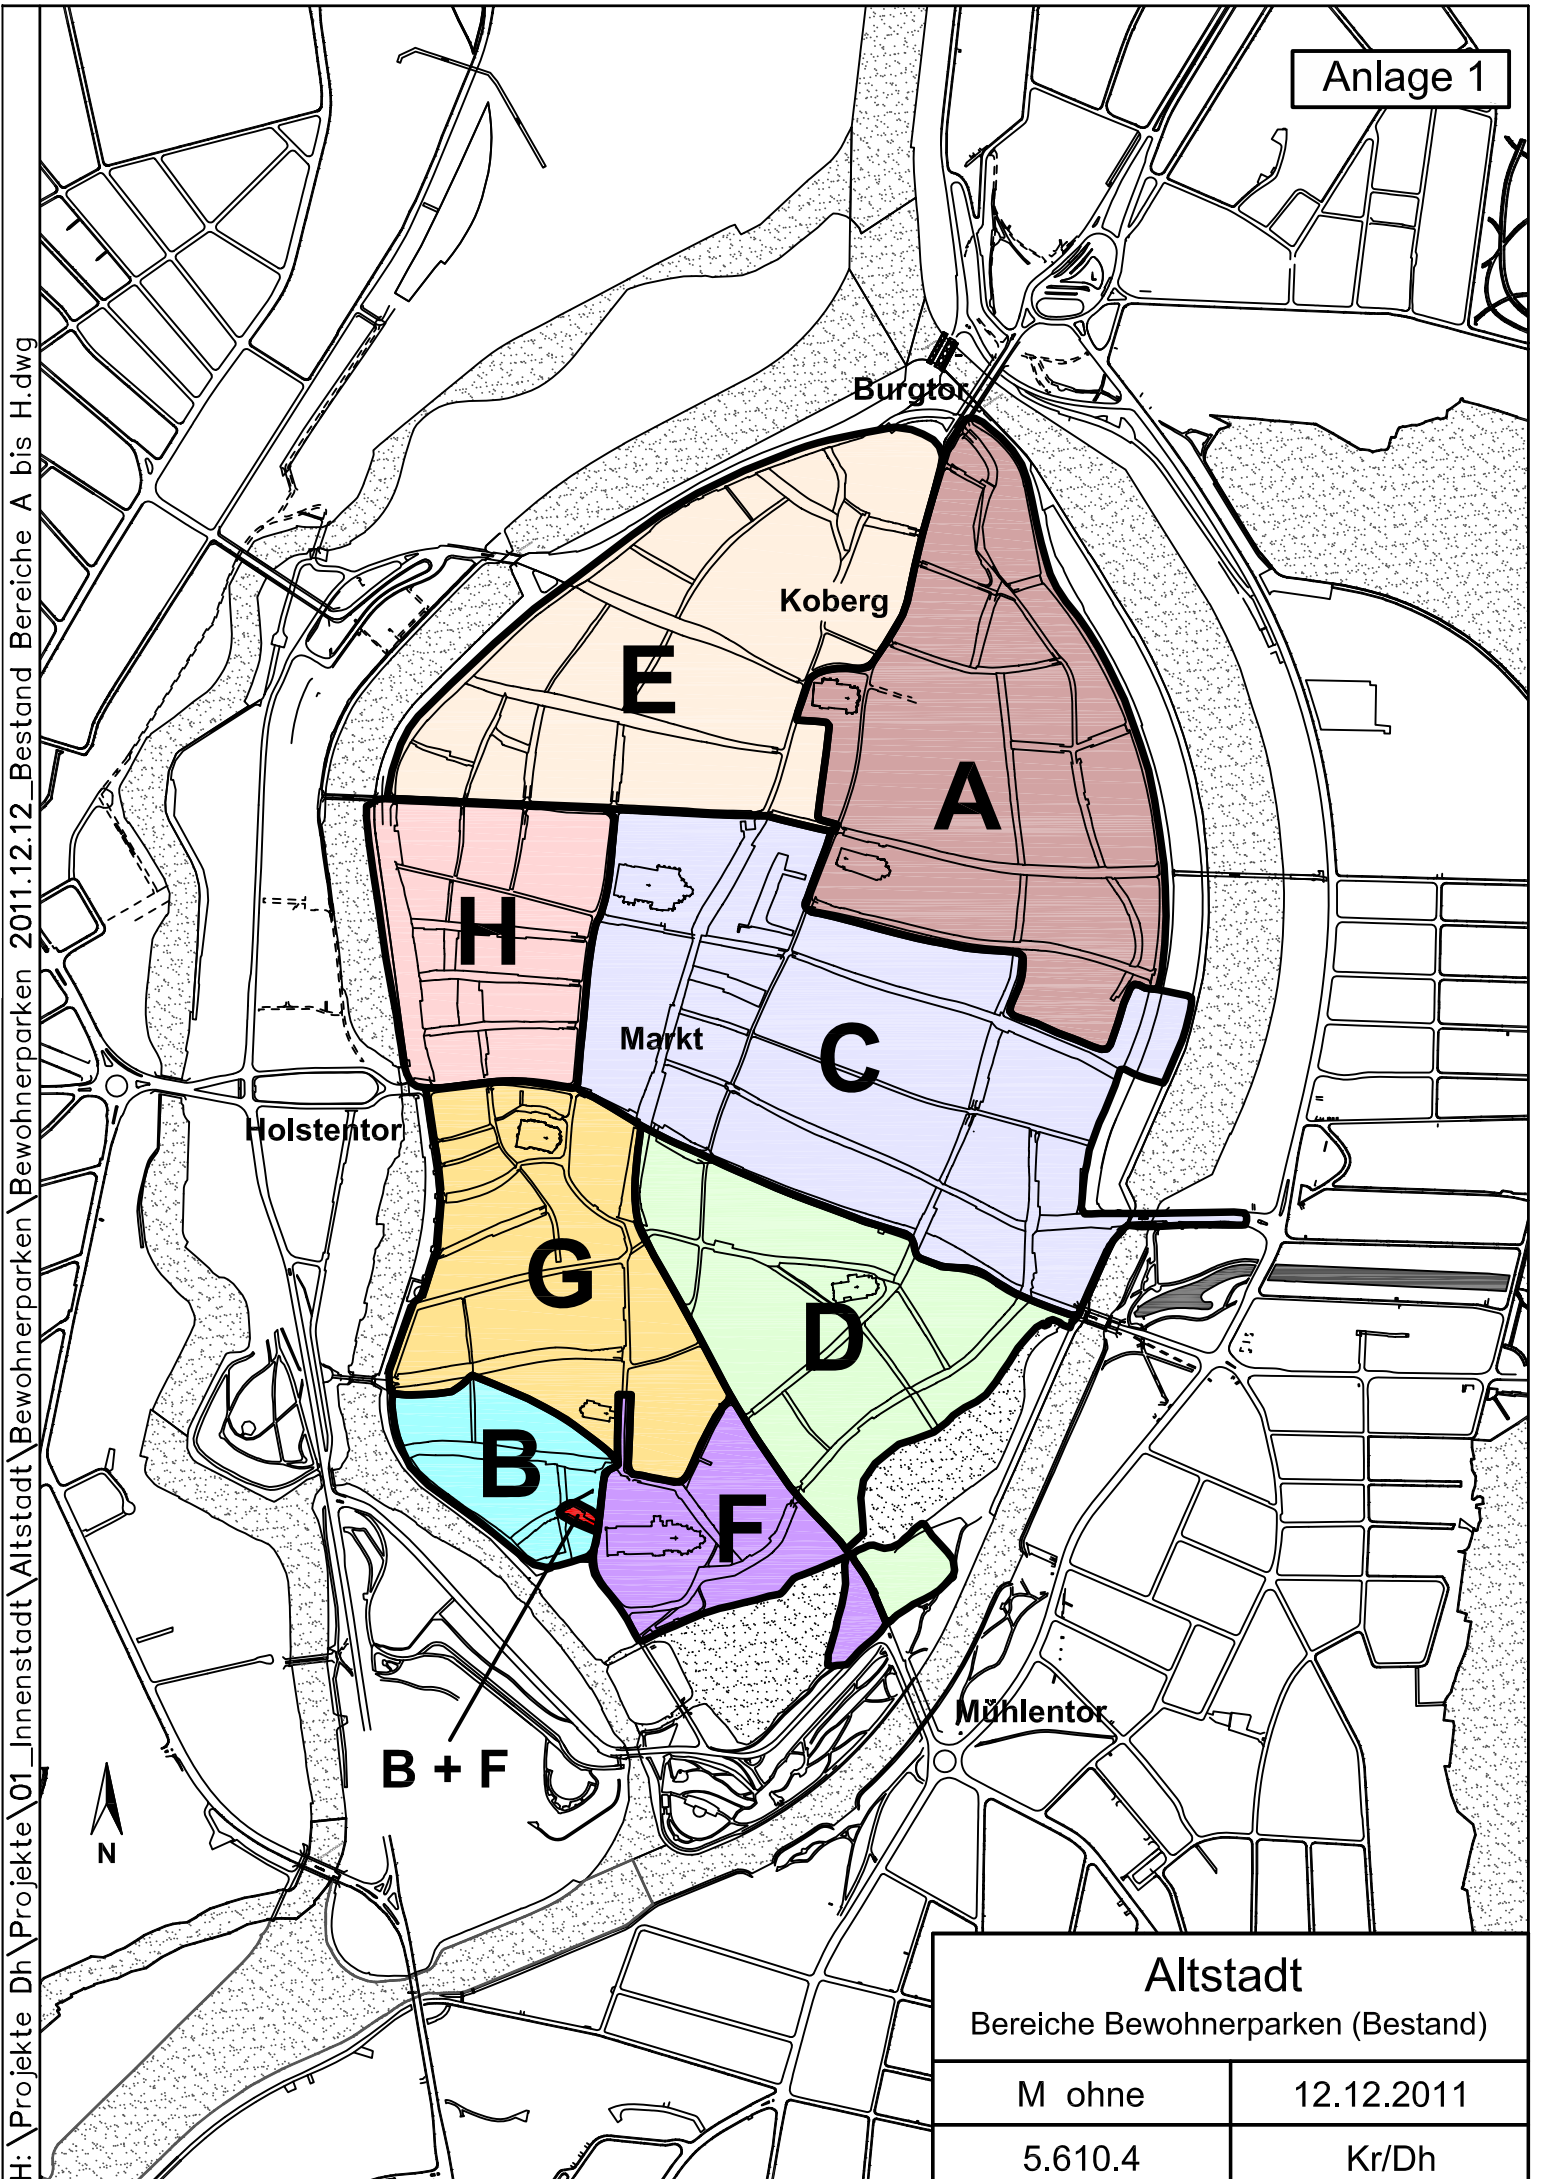 Anlage 1
H:\Projekte Dh\Projekte\01_Innenstadt\Altstadt\Bewohnerparken\Bewohnerparken 2011.12.12_Bestand Bereiche A bis H.dwg
Burgtor
Koberg
E
A
H
C
Markt
Holstentor
G
D
B
F
Mühlentor
B + F
N
Altstadt
Bereiche Bewohnerparken (Bestand)
M ohne
12.12.2011
5.610.4
Kr/Dh